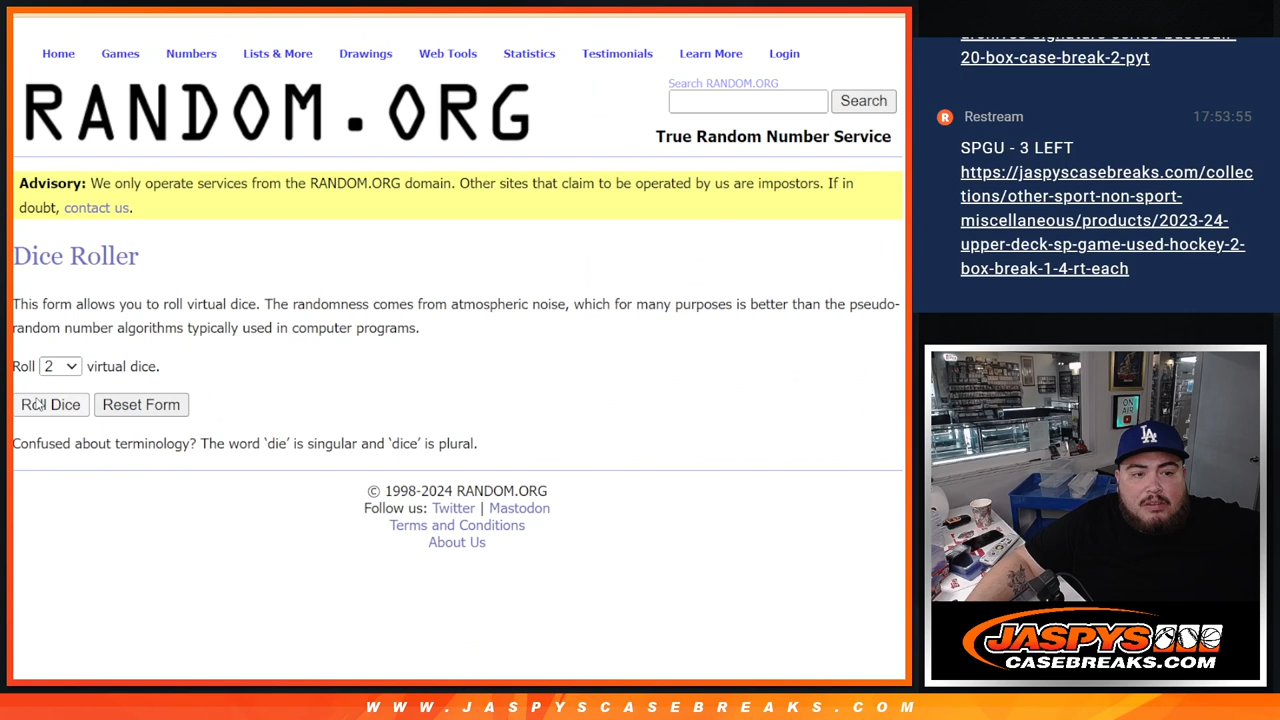 Home Games Numbers Lists & More Drawings Web Tools Statistics Testimonials Learn More Login
RANDOM.ORG
Search RANDOM.ORG
Search
True Random Number Service
Advisory: We only operate services from the RANDOM.ORG domain. Other sites that claim to be operated by us are impostors. If in
doubt, contact us.
Dice Roller
This form allows you to roll virtual dice. The randomness comes from atmospheric noise, which for many purposes is better than the pseudo-
random number algorithms typically used in computer programs.
Roll 2 virtual dice.
Roll Dice Reset Form
Confused about terminology? The word ‘die’ is singular and ‘dice’ is plural.
© 1998-2024 RANDOM.ORG
Follow us: Twitter | Mastodon
Terms and Conditions
About Us
20-box-case-break-2-pyt
Restream 17:53:55
SPGU - 3 LEFT
https://jaspyscasebreaks.com/collec
tions/other-sport-non-sport-
miscellaneous/products/2023-24-
upper-deck-sp-game-used-hockey-2-
box-break-1-4-rt-each
ON
AIR
LA
JASPYS
CASEBREAKS.COM
WWW.JASPYSCASEBREAKS.COM